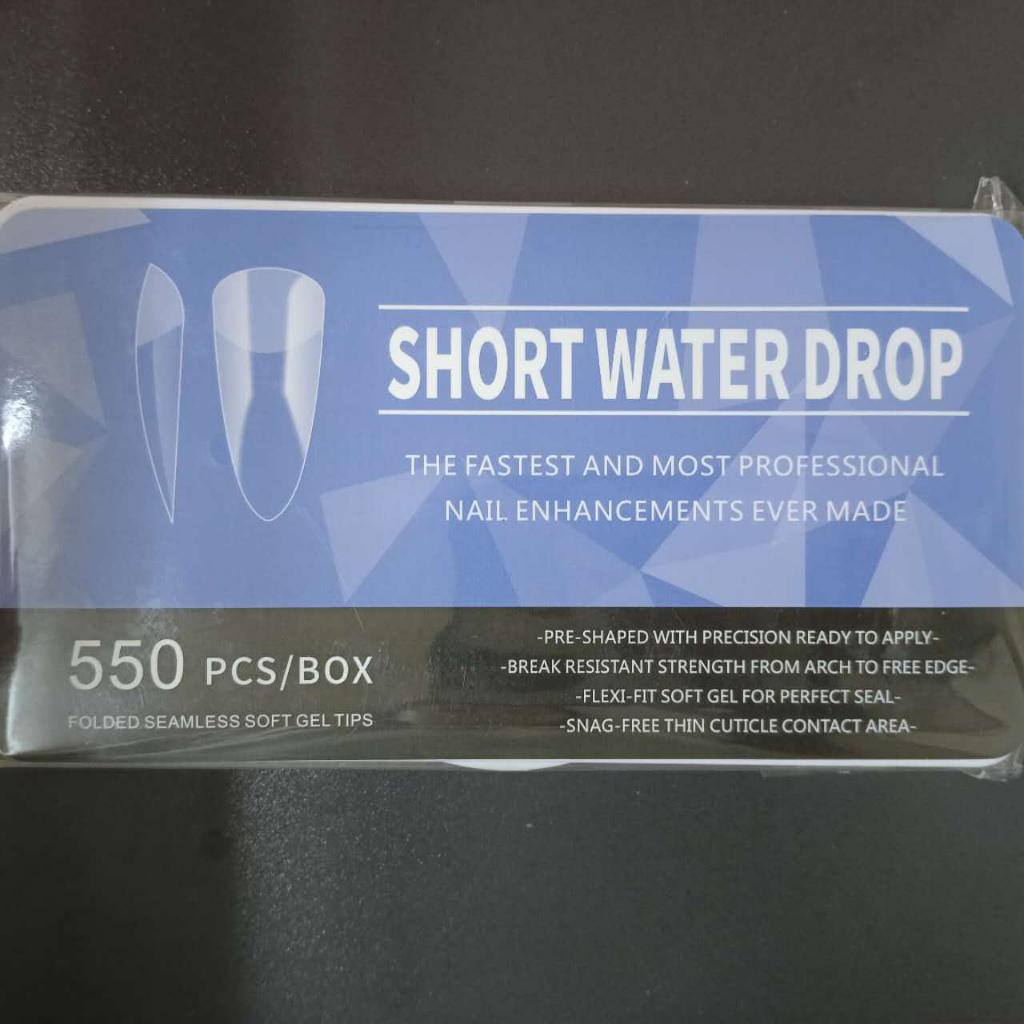 SHORT WATER DROP
THE FASTEST AND MOST PROFESSIONAL
NAIL ENHANCEMENTS EVER MADE
550 PCS/BOX
FOLDED SEAMLESS SOFT GEL TIPS
-PRE-SHAPED WITH PRECISION READY TO APPLY-
-BREAK RESISTANT STRENGTH FROM ARCH TO FREE EDGE-
-FLEXI-FIT SOFT GEL FOR PERFECT SEAL-
-SNAG-FREE THIN CUTICLE CONTACT AREA-